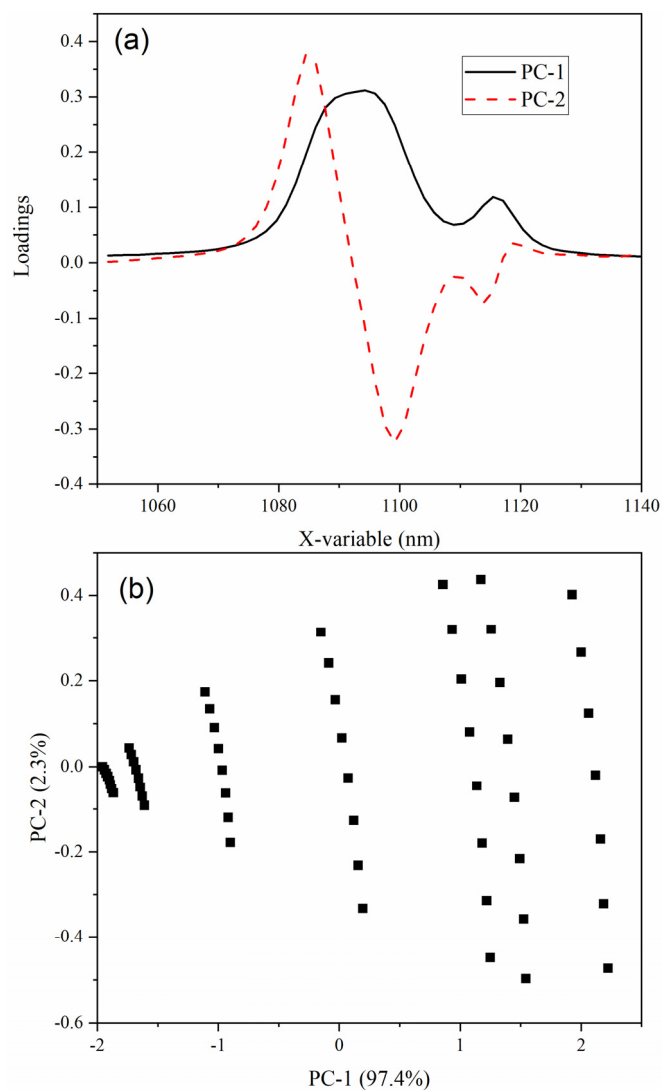 (a)
PC-1
PC-2
0.4
0.3
0.2
0.1
0.0
-0.1
-0.2
-0.3
-0.4
Loadings
1060 1080 1100 1120 1140
X-variable (nm)
(b)
0.4
0.2
0.0
-0.2
-0.4
-0.6
PC-2 (2.3%)
-2 -1 0 1 2
PC-1 (97.4%)